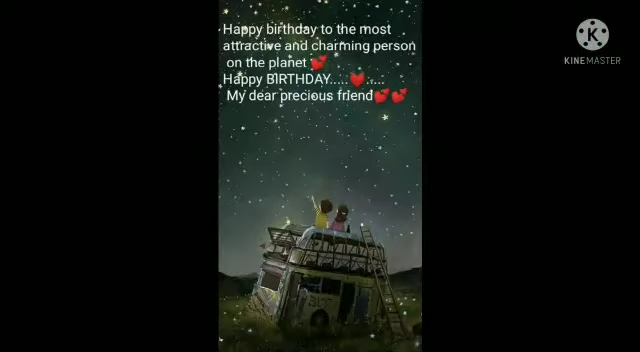 Happy birthday to the most
attractive and charming person
on the planet 💕
Happy BIRTHDAY.....❤️.....
My dear precious friend💕💕
K
KINEMASTER